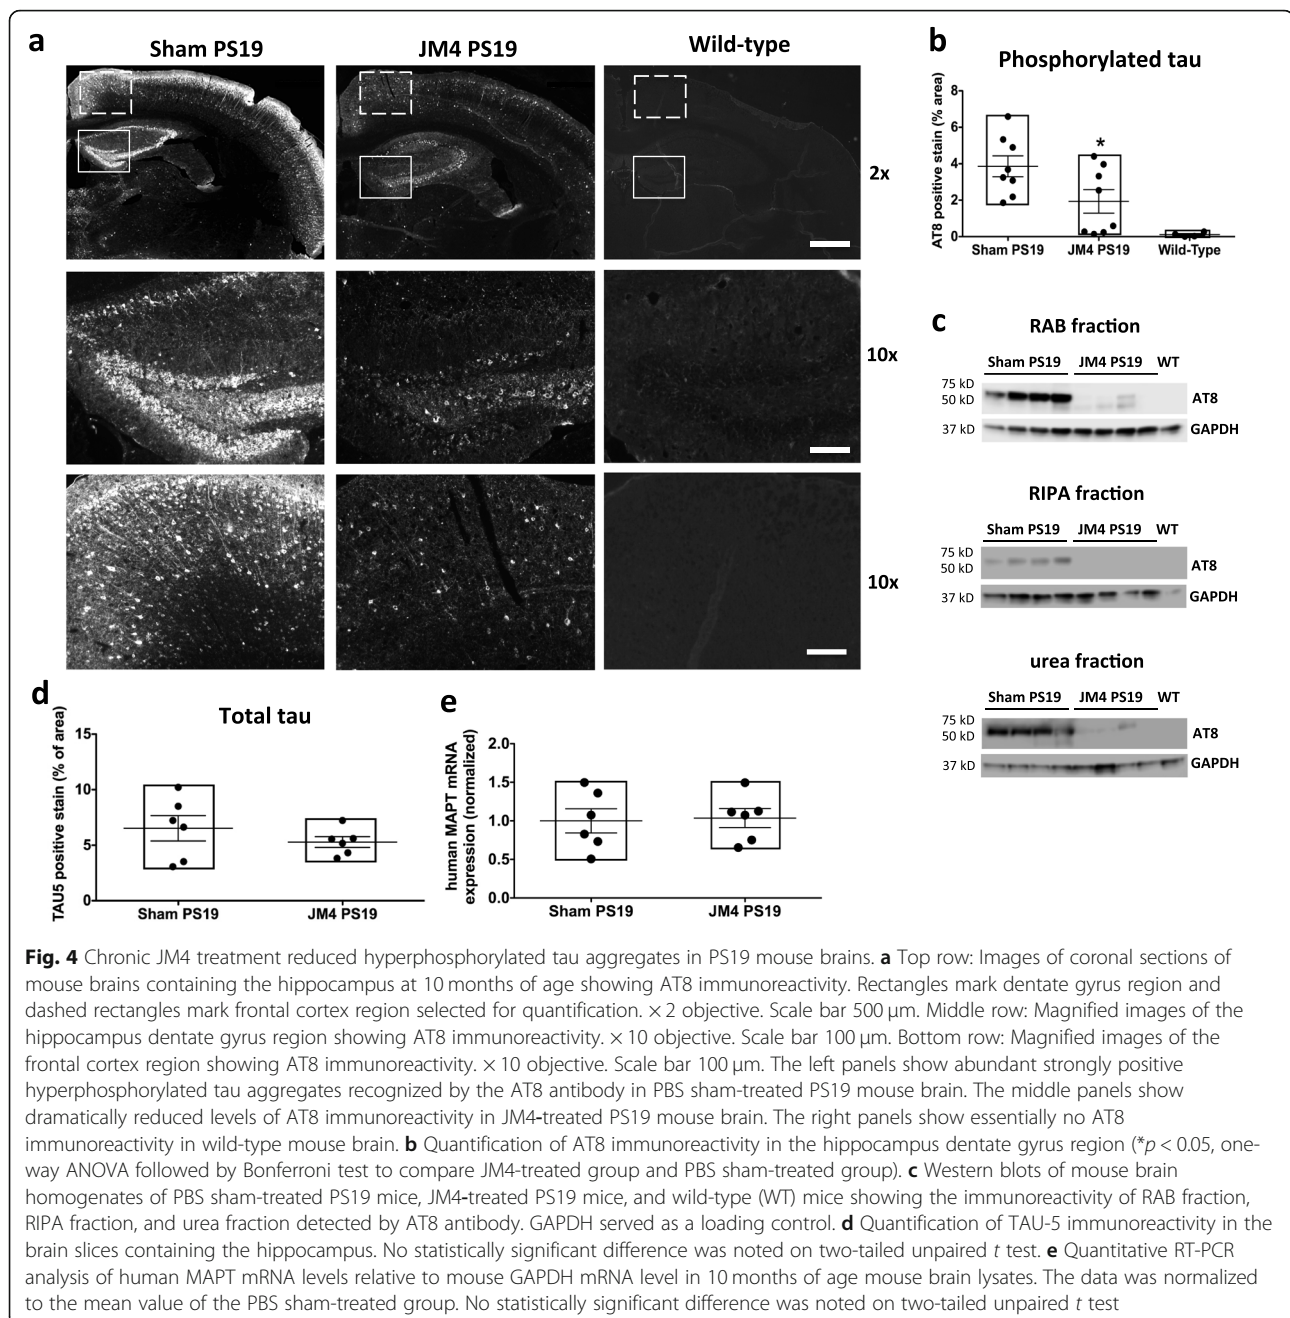 a
Sham PS19
JM4 PS19
Wild-type
2x
10x
10x
b
Phosphorylated tau
AT8 positive stain (% area)
8
6
4
2
0
*
Sham PS19
JM4 PS19
Wild-Type
c
RAB fraction
Sham PS19 JM4 PS19 WT
75 kD
50 kD
AT8
37 kD
GAPDH
RIPA fraction
Sham PS19 JM4 PS19 WT
75 kD
50 kD
AT8
37 kD
GAPDH
urea fraction
Sham PS19 JM4 PS19 WT
75 kD
50 kD
AT8
37 kD
GAPDH
d
Total tau
TAU5 positive stain (% of area)
15
10
5
0
Sham PS19
JM4 PS19
e
human MAPT mRNA
expression (normalized)
2.0
1.5
1.0
0.5
0.0
Sham PS19
JM4 PS19
Fig. 4 Chronic JM4 treatment reduced hyperphosphorylated tau aggregates in PS19 mouse brains. a Top row: Images of coronal sections of
mouse brains containing the hippocampus at 10 months of age showing AT8 immunoreactivity. Rectangles mark dentate gyrus region and
dashed rectangles mark frontal cortex region selected for quantification. × 2 objective. Scale bar 500 μm. Middle row: Magnified images of the
hippocampus dentate gyrus region showing AT8 immunoreactivity. × 10 objective. Scale bar 100 μm. Bottom row: Magnified images of the
frontal cortex region showing AT8 immunoreactivity. × 10 objective. Scale bar 100 μm. The left panels show abundant strongly positive
hyperphosphorylated tau aggregates recognized by the AT8 antibody in PBS sham-treated PS19 mouse brain. The middle panels show
dramatically reduced levels of AT8 immunoreactivity in JM4-treated PS19 mouse brain. The right panels show essentially no AT8
immunoreactivity in wild-type mouse brain. b Quantification of AT8 immunoreactivity in the hippocampus dentate gyrus region (*p < 0.05, one-
way ANOVA followed by Bonferroni test to compare JM4-treated group and PBS sham-treated group). c Western blots of mouse brain
homogenates of PBS sham-treated PS19 mice, JM4-treated PS19 mice, and wild-type (WT) mice showing the immunoreactivity of RAB fraction,
RIPA fraction, and urea fraction detected by AT8 antibody. GAPDH served as a loading control. d Quantification of TAU-5 immunoreactivity in the
brain slices containing the hippocampus. No statistically significant difference was noted on two-tailed unpaired t test. e Quantitative RT-PCR
analysis of human MAPT mRNA levels relative to mouse GAPDH mRNA level in 10 months of age mouse brain lysates. The data was normalized
to the mean value of the PBS sham-treated group. No statistically significant difference was noted on two-tailed unpaired t test